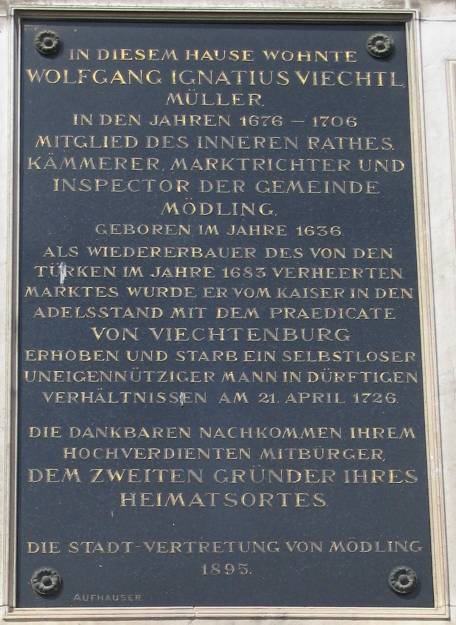 IN DIESEM HAUSE WOHNTE
WOLFGANG IGNATIUS VIECHTL,
MÜLLER.
IN DEN JAHREN 1676 – 1706
MITGLIED DES INNEREN RATHES.
KÄMMERER, MARKTRICHTER UND
INSPECTOR DER GEMEINDE
MÖDLING.
GEBOREN IM JAHRE 1636.
ALS WIEDERERBAUER DES VON DEN
TÜRKEN IM JAHRE 1683 VERHEERTEN
MARKTES WURDE ER VOM KAISER IN DEN
ADELSSTAND MIT DEM PRAEDICATE
VON VIECHTENBURG
ERHOBEN UND STARB EIN SELBSTLOSER
UNEIGENNÜTZIGER MANN IN DÜRFTIGEN
VERHÄLTNISSEN AM 21. APRIL 1726.
DIE DANKBAREN NACHKOMMEN IHREM
HOCHVERDIENTEN MITBÜRGER,
DEM ZWEITEN GRÜNDER IHRES
HEIMATSORTES.
DIE STADT-VERTRETUNG VON MÖDLING
1895.
AUFHAUSER